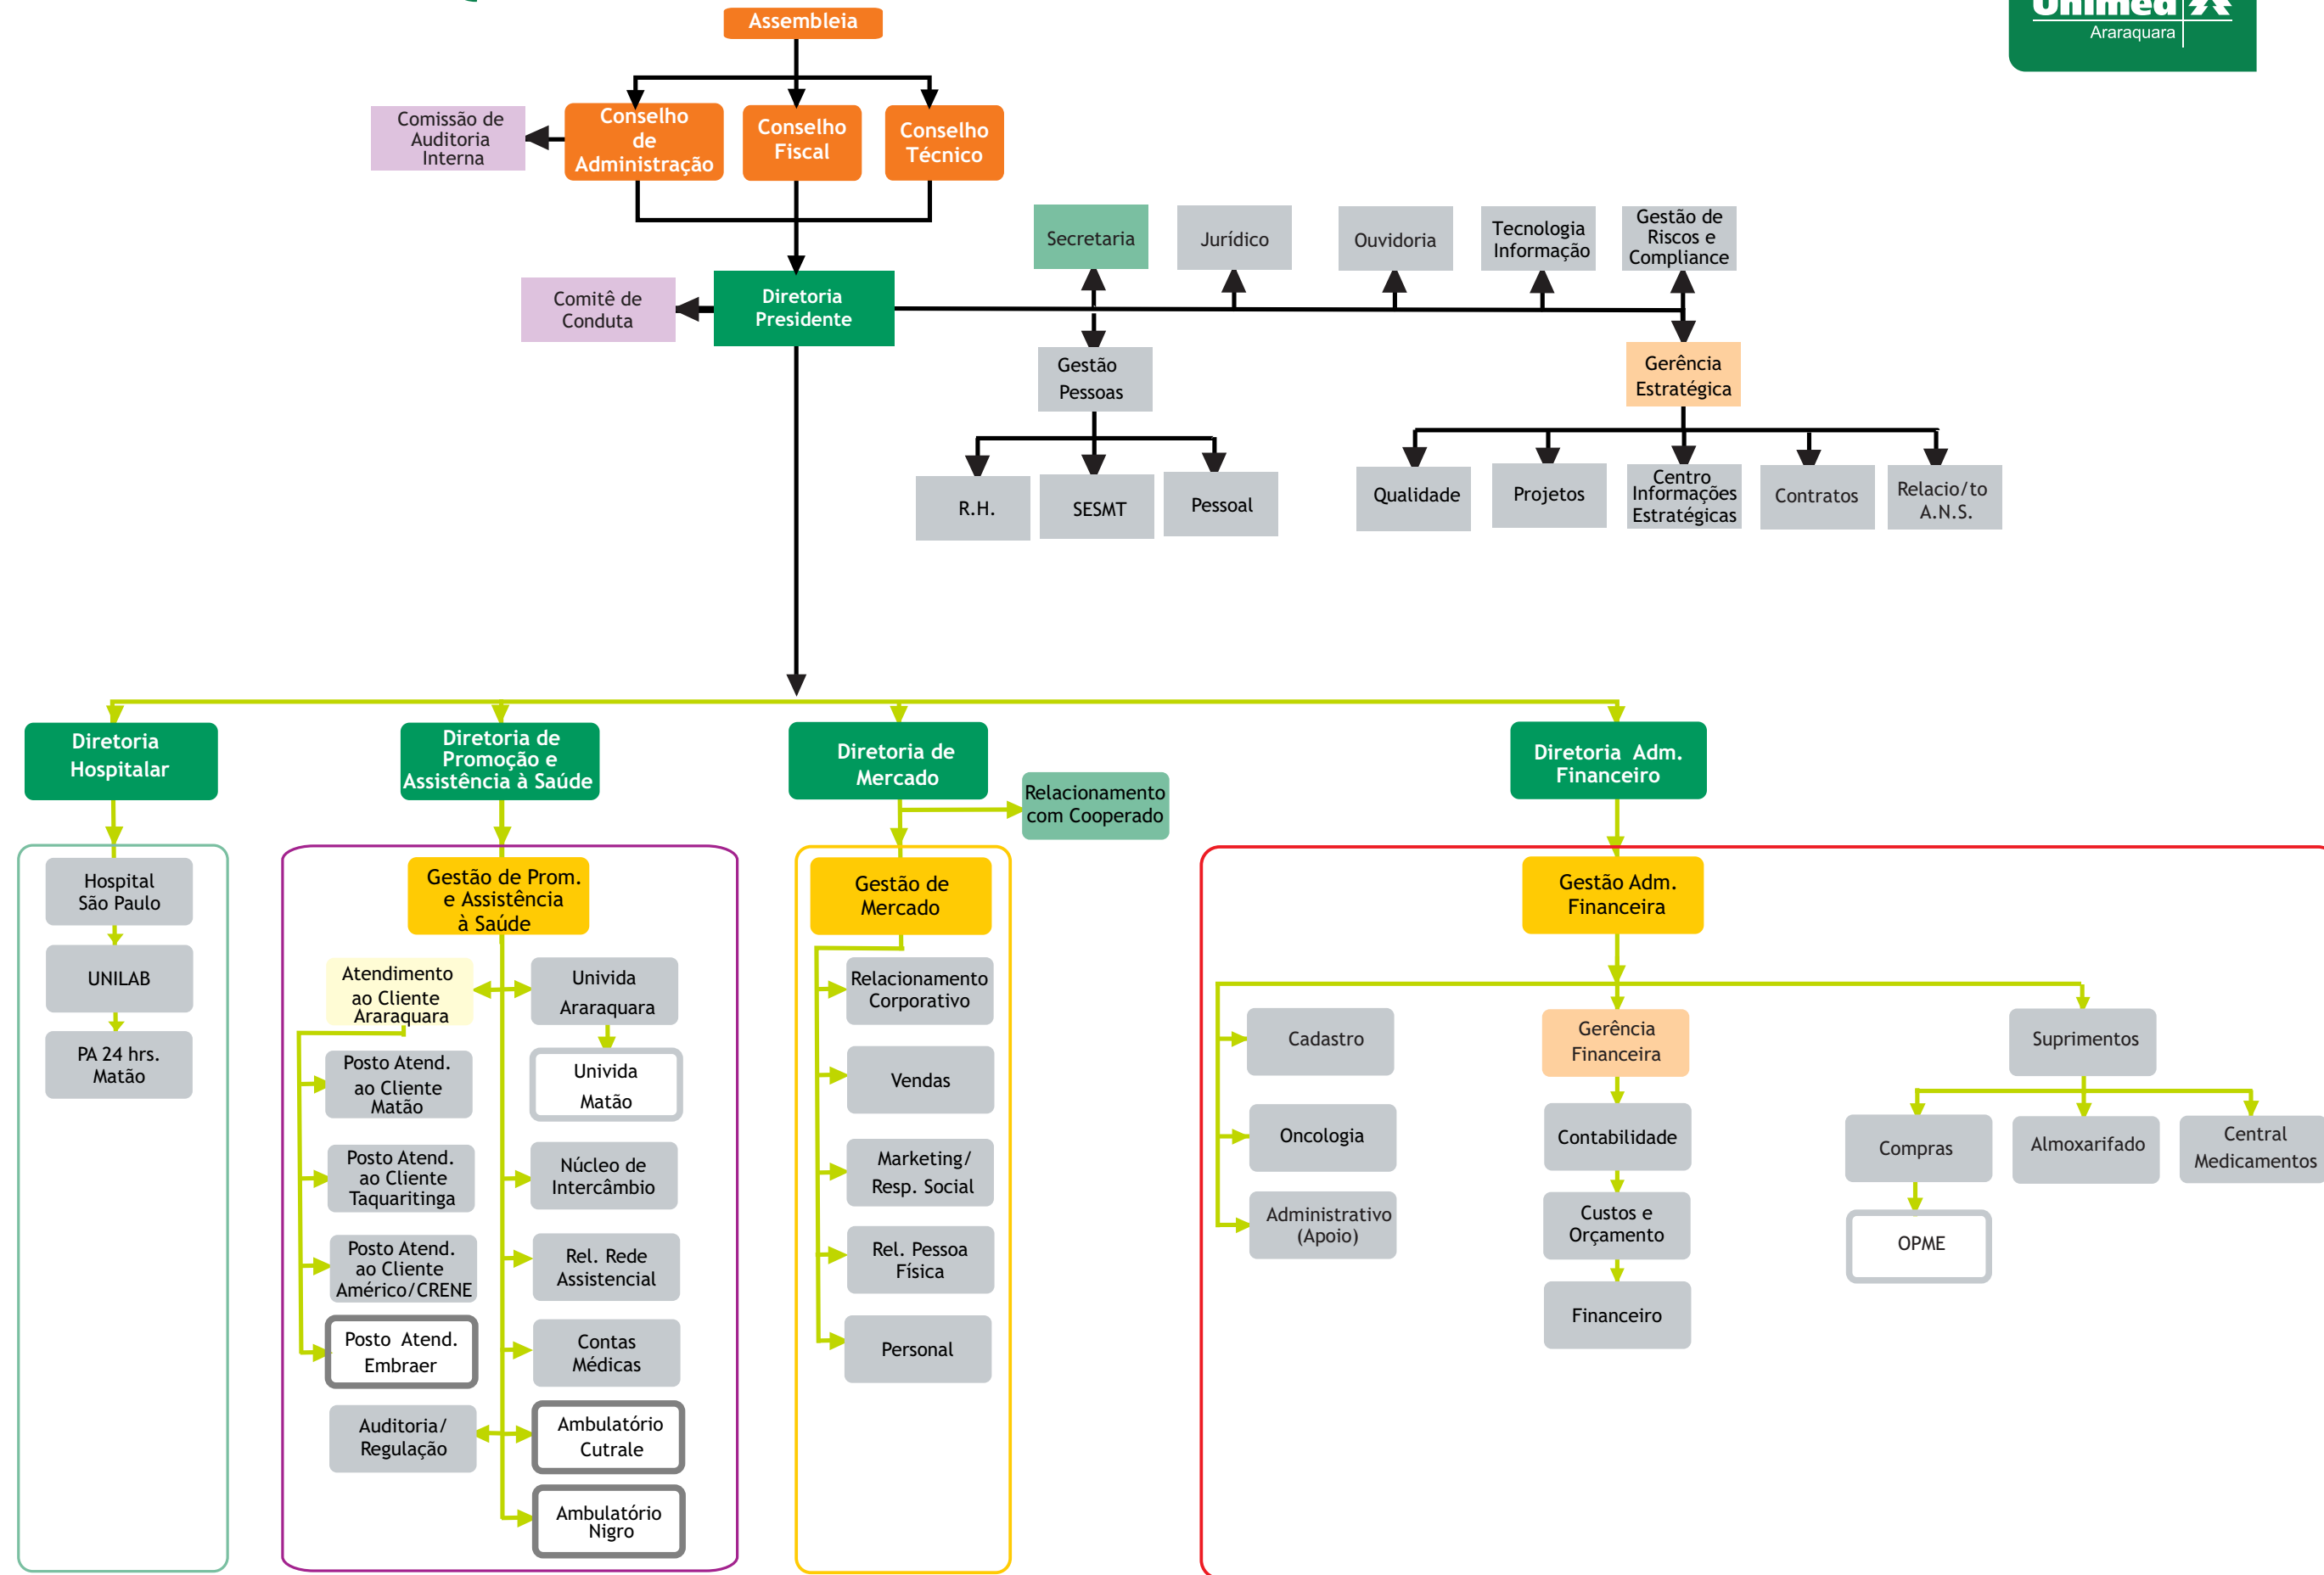 Unimed
Araraquara
Assembleia
Comissão de
Auditoria
Interna
Conselho
de
Administração
Conselho
Fiscal
Conselho
Técnico
Secretaria
Jurídico
Ouvidoria
Tecnologia
Informação
Gestão de
Riscos e
Compliance
Comitê de
Conduta
Diretoria
Presidente
Gestão
Pessoas
Gerência
Estratégica
R.H.
SESMT
Pessoal
Qualidade
Projetos
Centro
Informações
Estratégicas
Contratos
Relacio/to
A.N.S.
Diretoria
Hospitalar
Diretoria de
Promoção e
Assistência à Saúde
Diretoria de
Mercado
Relacionamento
com Cooperado
Diretoria Adm.
Financeiro
Hospital
São Paulo
UNILAB
PA 24 hrs.
Matão
Gestão de Prom.
e Assistência
à Saúde
Atendimento
ao Cliente
Araraquara
Univida
Araraquara
Posto Atend.
ao Cliente
Matão
Univida
Matão
Posto Atend.
ao Cliente
Taquaritinga
Núcleo de
Intercâmbio
Posto Atend.
ao Cliente
Américo/CRENE
Rel. Rede
Assistencial
Posto Atend.
Embraer
Contas
Médicas
Auditoria/
Regulação
Ambulatório
Cutrale
Ambulatório
Nigro
Gestão de
Mercado
Relacionamento
Corporativo
Vendas
Marketing/
Resp. Social
Rel. Pessoa
Física
Personal
Gestão Adm.
Financeira
Cadastro
Oncologia
Administrativo
(Apoio)
Gerência
Financeira
Contabilidade
Custos e
Orçamento
Financeiro
Suprimentos
Compras
Almoxarifado
Central
Medicamentos
OPME